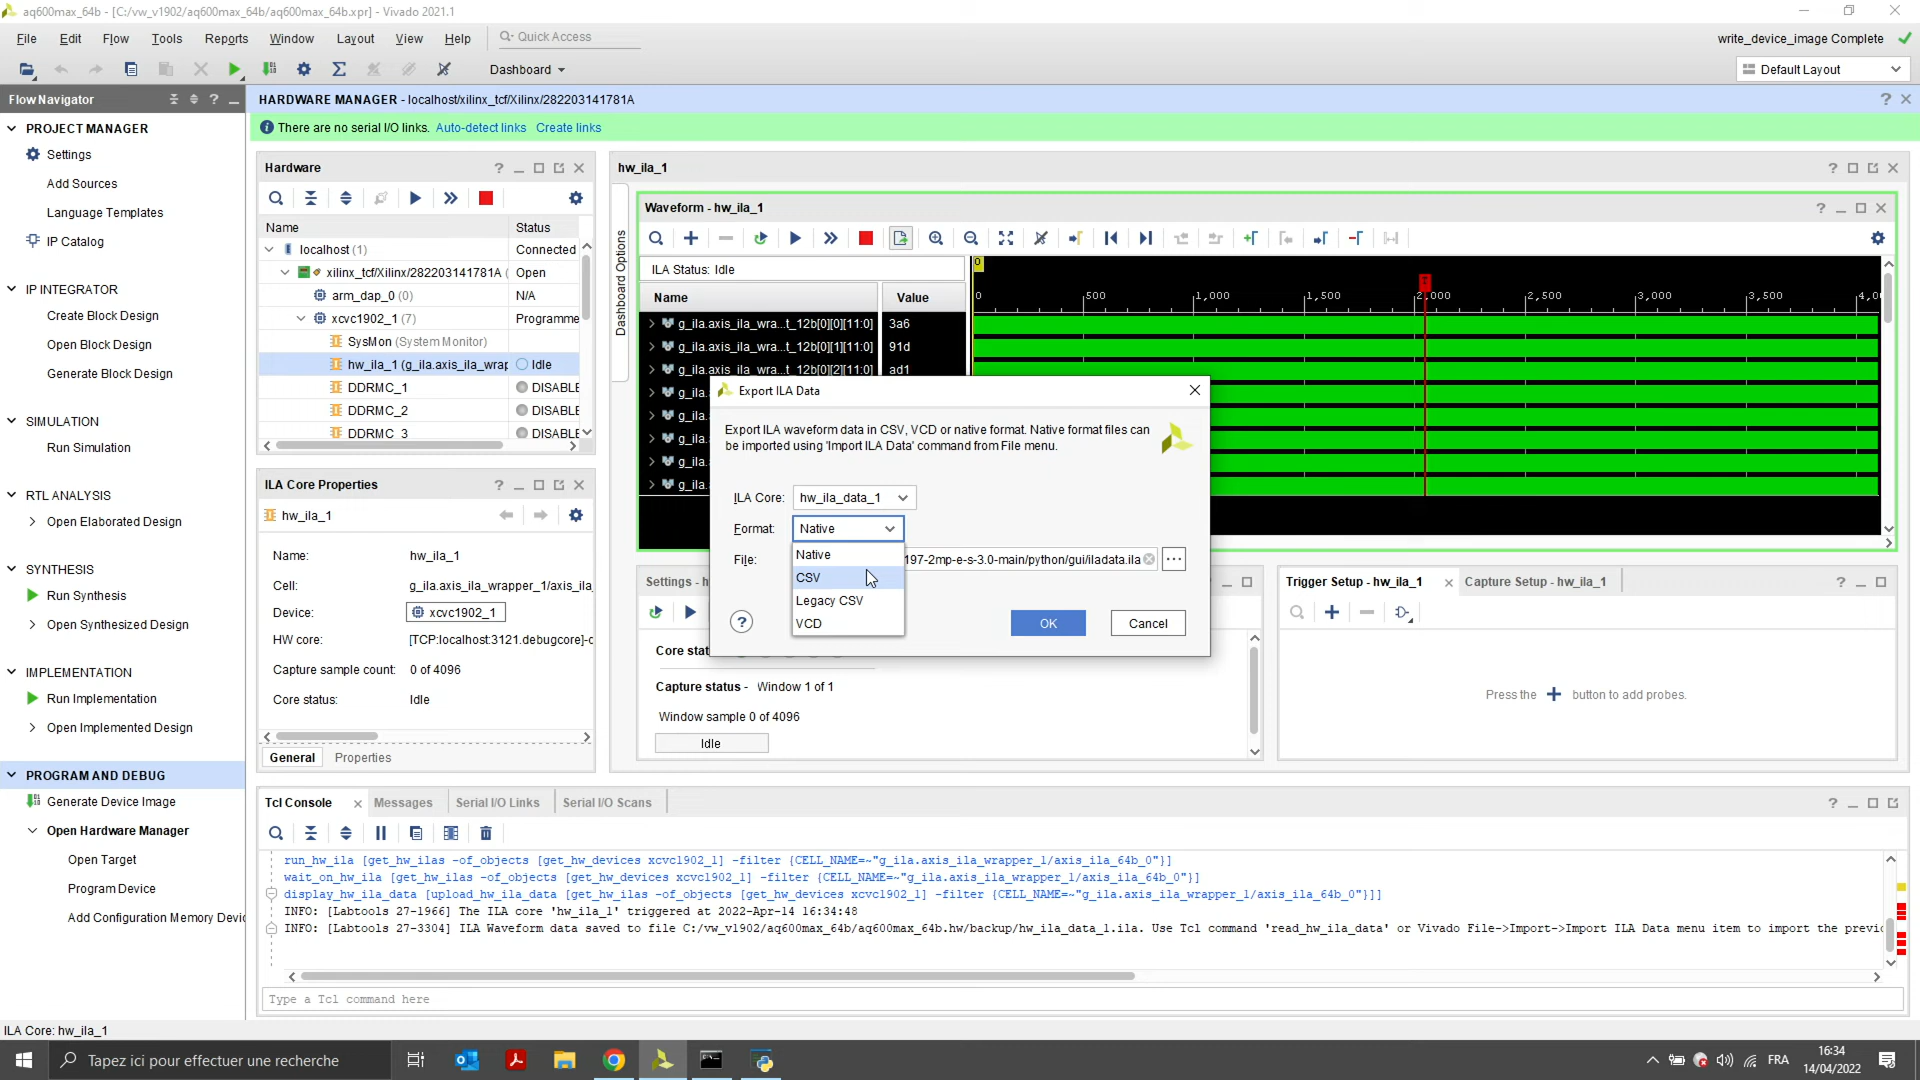 aq600max_64b - [C:/vw_v1902/aq600max_64b/aq600max_64b.xpr] - Vivado 2021.1
File Edit Flow Tools Reports Window Layout View Help Quick Access
write_device_image Complete
Dashboard
Default Layout
Flow Navigator
HARDWARE MANAGER - localhost/xilinx_tcf/Xilinx/282203141781A
There are no serial I/O links. Auto-detect links Create links
PROJECT MANAGER
Settings
Add Sources
Language Templates
IP Catalog
IP INTEGRATOR
Create Block Design
Open Block Design
Generate Block Design
SIMULATION
Run Simulation
RTL ANALYSIS
Open Elaborated Design
SYNTHESIS
Run Synthesis
Open Synthesized Design
IMPLEMENTATION
Run Implementation
Open Implemented Design
PROGRAM AND DEBUG
Generate Device Image
Open Hardware Manager
Open Target
Program Device
Add Configuration Memory Devic
Hardware
Name Status
localhost (1) Connected
xilinx_tcf/Xilinx/282203141781A ( Open
arm_dap_0 (0) N/A
xcvc1902_1 (7) Programme
SysMon (System Monitor)
hw_ila_1 (g_ila.axis_ila_wrap Idle
DDRMC_1 DISABLE
DDRMC_2 DISABLE
DDRMC_3 DISABLE
ILA Core Properties
hw_ila_1
Name: hw_ila_1
Cell: g_ila.axis_ila_wrapper_1/axis_ila
Device: xcvc1902_1
HW core: [TCP:localhost:3121.debugcore]-c
Capture sample count: 0 of 4096
Core status: Idle
General Properties
hw_ila_1
Dashboard Options
Waveform - hw_ila_1
ILA Status: Idle
Name Value
0
0 500 1,000 1,500 2,000 2,500 3,000 3,500 4,0
g_ila.axis_ila_wra...t_12b[0][0][11:0] 3a6
g_ila.axis_ila_wra...t_12b[0][1][11:0] 91d
g_ila.axis_ila_wra...t_12b[0][2][11:0] ad1
g_ila.
g_ila.
g_ila.
g_ila.
g_ila.
Export ILA Data
Export ILA waveform data in CSV, VCD or native format. Native format files can
be imported using 'Import ILA Data' command from File menu.
ILA Core: hw_ila_data_1
Format: Native
File: 197-2mp-e-s-3.0-main/python/gui/iladata.ila
Native
CSV
Legacy CSV
VCD
OK Cancel
Settings - h
Core stat
Capture status - Window 1 of 1
Window sample 0 of 4096
Idle
Trigger Setup - hw_ila_1 Capture Setup - hw_ila_1
Press the + button to add probes.
Tcl Console Messages Serial I/O Links Serial I/O Scans
run_hw_ila [get_hw_ilas -of_objects [get_hw_devices xcvc1902_1] -filter {CELL_NAME=~"g_ila.axis_ila_wrapper_1/axis_ila_64b_0"}]
wait_on_hw_ila [get_hw_ilas -of_objects [get_hw_devices xcvc1902_1] -filter {CELL_NAME=~"g_ila.axis_ila_wrapper_1/axis_ila_64b_0"}]
display_hw_ila_data [upload_hw_ila_data [get_hw_ilas -of_objects [get_hw_devices xcvc1902_1] -filter {CELL_NAME=~"g_ila.axis_ila_wrapper_1/axis_ila_64b_0"}]]
INFO: [Labtools 27-1966] The ILA core 'hw_ila_1' triggered at 2022-Apr-14 16:34:48
INFO: [Labtools 27-3304] ILA Waveform data saved to file C:/vw_v1902/aq600max_64b/aq600max_64b.hw/backup/hw_ila_data_1.ila. Use Tcl command 'read_hw_ila_data' or Vivado File->Import->Import ILA Data menu item to import the previo
Type a Tcl command here
ILA Core: hw_ila_1
Tapez ici pour effectuer une recherche
FRA
16:34
14/04/2022